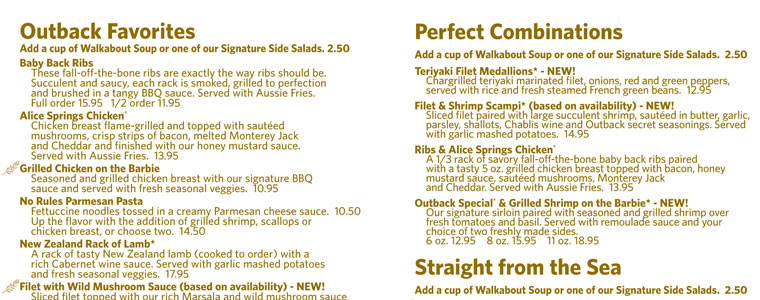 Outback Favorites
Add a cup of Walkabout Soup or one of our Signature Side Salads. 2.50
Baby Back Ribs
These fall-off-the-bone ribs are exactly the way ribs should be.
Succulent and saucy, each rack is smoked, grilled to perfection
and brushed in a tangy BBQ sauce. Served with Aussie Fries.
Full order 15.95 1/2 order 11.95
Alice Springs Chicken*
Chicken breast flame-grilled and topped with sautéed
mushrooms, crisp strips of bacon, melted Monterey Jack
and Cheddar and finished with our honey mustard sauce.
Served with Aussie Fries. 13.95
Grilled Chicken on the Barbie
Seasoned and grilled chicken breast with our signature BBQ
sauce and served with fresh seasonal veggies. 10.95
No Rules Parmesan Pasta
Fettuccine noodles tossed in a creamy Parmesan cheese sauce. 10.50
Up the flavor with the addition of grilled shrimp, scallops or
chicken breast, or choose two. 14.50
New Zealand Rack of Lamb*
A rack of tasty New Zealand lamb (cooked to order) with a
rich Cabernet wine sauce. Served with garlic mashed potatoes
and fresh seasonal veggies. 17.95
Filet with Wild Mushroom Sauce (based on availability) - NEW!
Sliced filet topped with our rich Marsala and wild mushroom sauce
Perfect Combinations
Add a cup of Walkabout Soup or one of our Signature Side Salads. 2.50
Teriyaki Filet Medallions* - NEW!
Chargrilled teriyaki marinated filet, onions, red and green peppers,
served with rice and fresh steamed French green beans. 12.95
Filet & Shrimp Scampi* (based on availability) - NEW!
Sliced filet paired with large succulent shrimp, sautéed in butter, garlic,
parsley, shallots, Chablis wine and Outback secret seasonings. Served
with garlic mashed potatoes. 14.95
Ribs & Alice Springs Chicken*
A 1/3 rack of savory fall-off-the-bone baby back ribs paired
with a tasty 5 oz. grilled chicken breast topped with bacon, honey
mustard sauce, sautéed mushrooms, Monterey Jack
and Cheddar. Served with Aussie Fries. 13.95
Outback Special* & Grilled Shrimp on the Barbie* - NEW!
Our signature sirloin paired with seasoned and grilled shrimp over
fresh tomatoes and basil. Served with remoulade sauce and your
choice of two freshly made sides.
6 oz. 12.95 8 oz. 15.95 11 oz. 18.95
Straight from the Sea
Add a cup of Walkabout Soup or one of our Signature Side Salads. 2.50